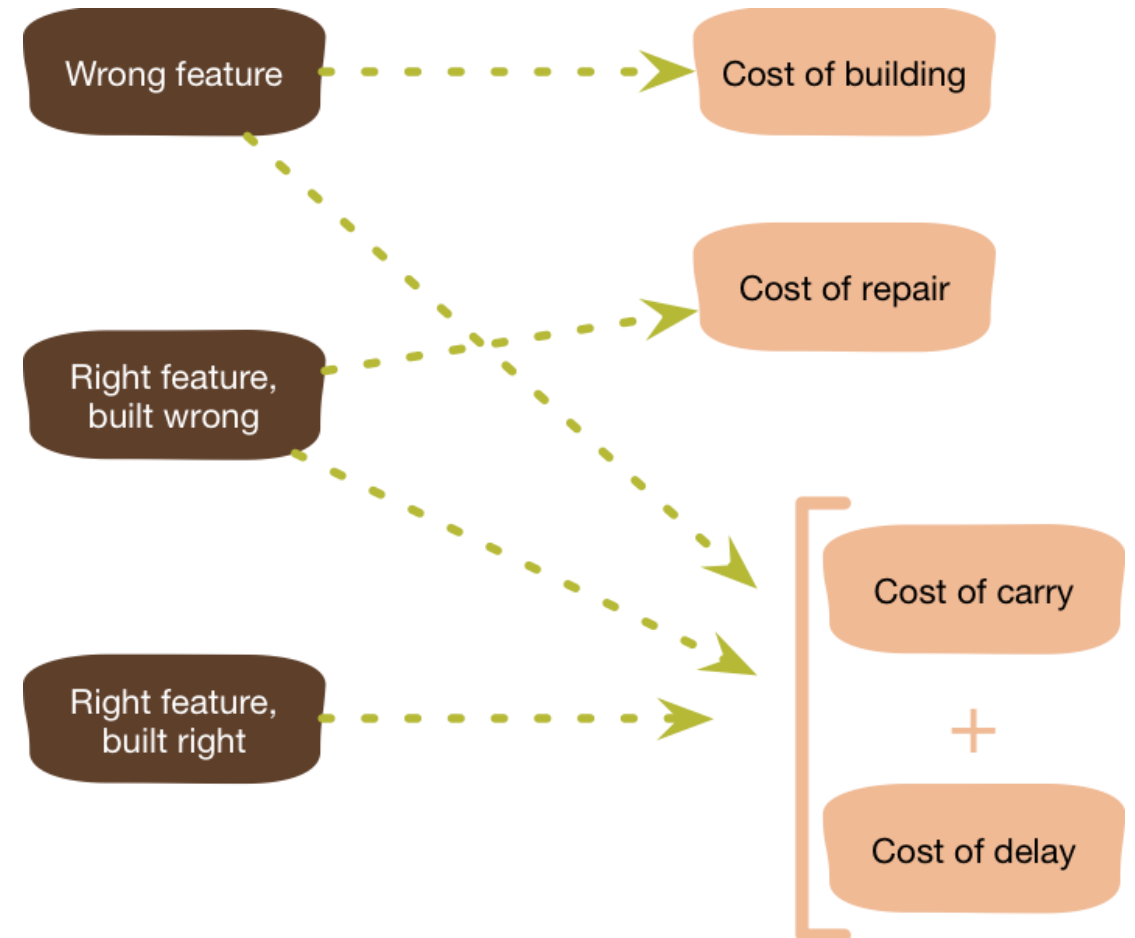 Wrong feature
Cost of building
Cost of repair
Right feature,
built wrong
Cost of carry
Right feature,
built right
+
Cost of delay